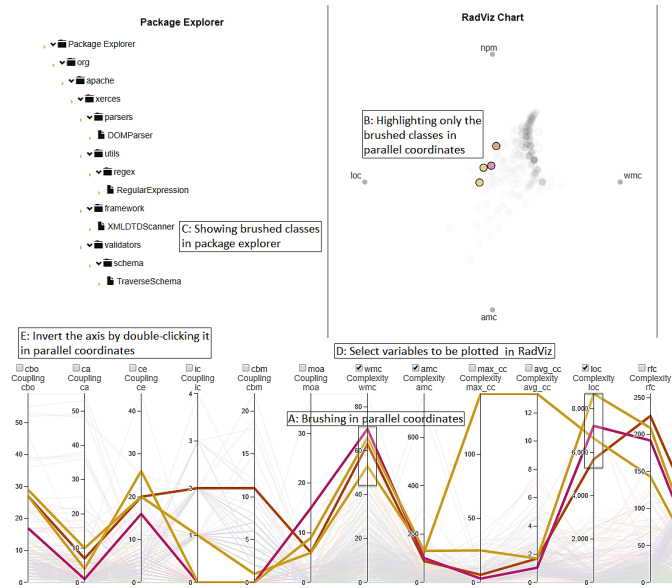 Package Explorer
Package Explorer
org
apache
xerces
parsers
DOMParser
utils
regex
RegularExpression
framework
XMLDTDScanner
validators
schema
TraverseSchema
C: Showing brushed classes
in package explorer
RadViz Chart
npm
B: Highlighting only the
brushed classes in
parallel coordinates
loc
wmc
amc
E: Invert the axis by double-clicking it
in parallel coordinates
D: Select variables to be plotted in RadViz
cbo ca ce ic cbm moa wmc amc max_cc avg_cc loc rfc
Coupling Coupling Coupling Coupling Coupling Coupling Complexity Complexity Complexity Complexity Complexity Complexity
cbo ca ce ic cbm moa wmc amc max_cc avg_cc loc rfc
A: Brushing in parallel coordinates
50
40
30
20
10
0
30
20
10
0
40
30
20
10
0
4
3
2
1
0
20
15
10
5
0
30
20
10
0
80
60
40
20
0
600
400
200
0
100
50
0
12
10
8
6
4
2
0
8,000
6,000
4,000
2,000
0
250
200
150
100
50
0